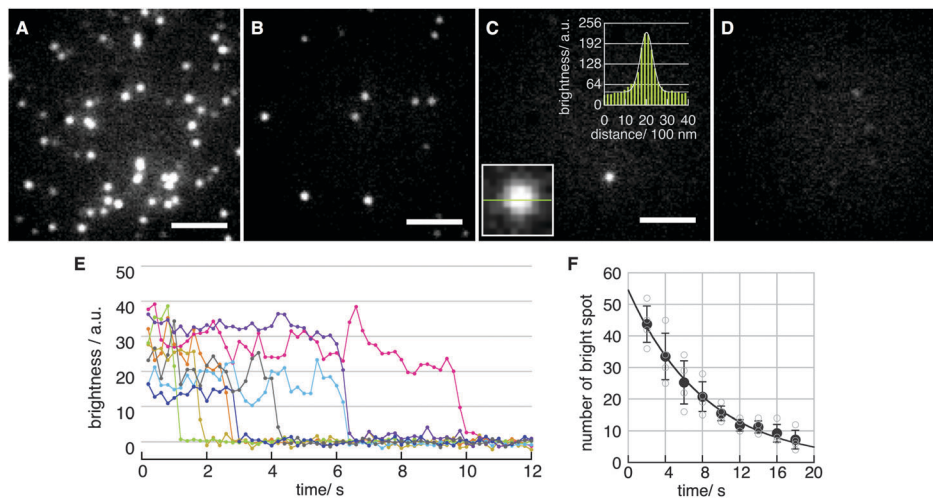 A
B
C
D
256
192
128
64
0
brightness/ a.u.
0 10 20 30 40
distance/ 100 nm
E
50
40
30
20
10
0
brightness / a.u.
0 2 4 6 8 10 12
time/ s
F
60
50
40
30
20
10
0
number of bright spot
0 4 8 12 16 20
time/ s